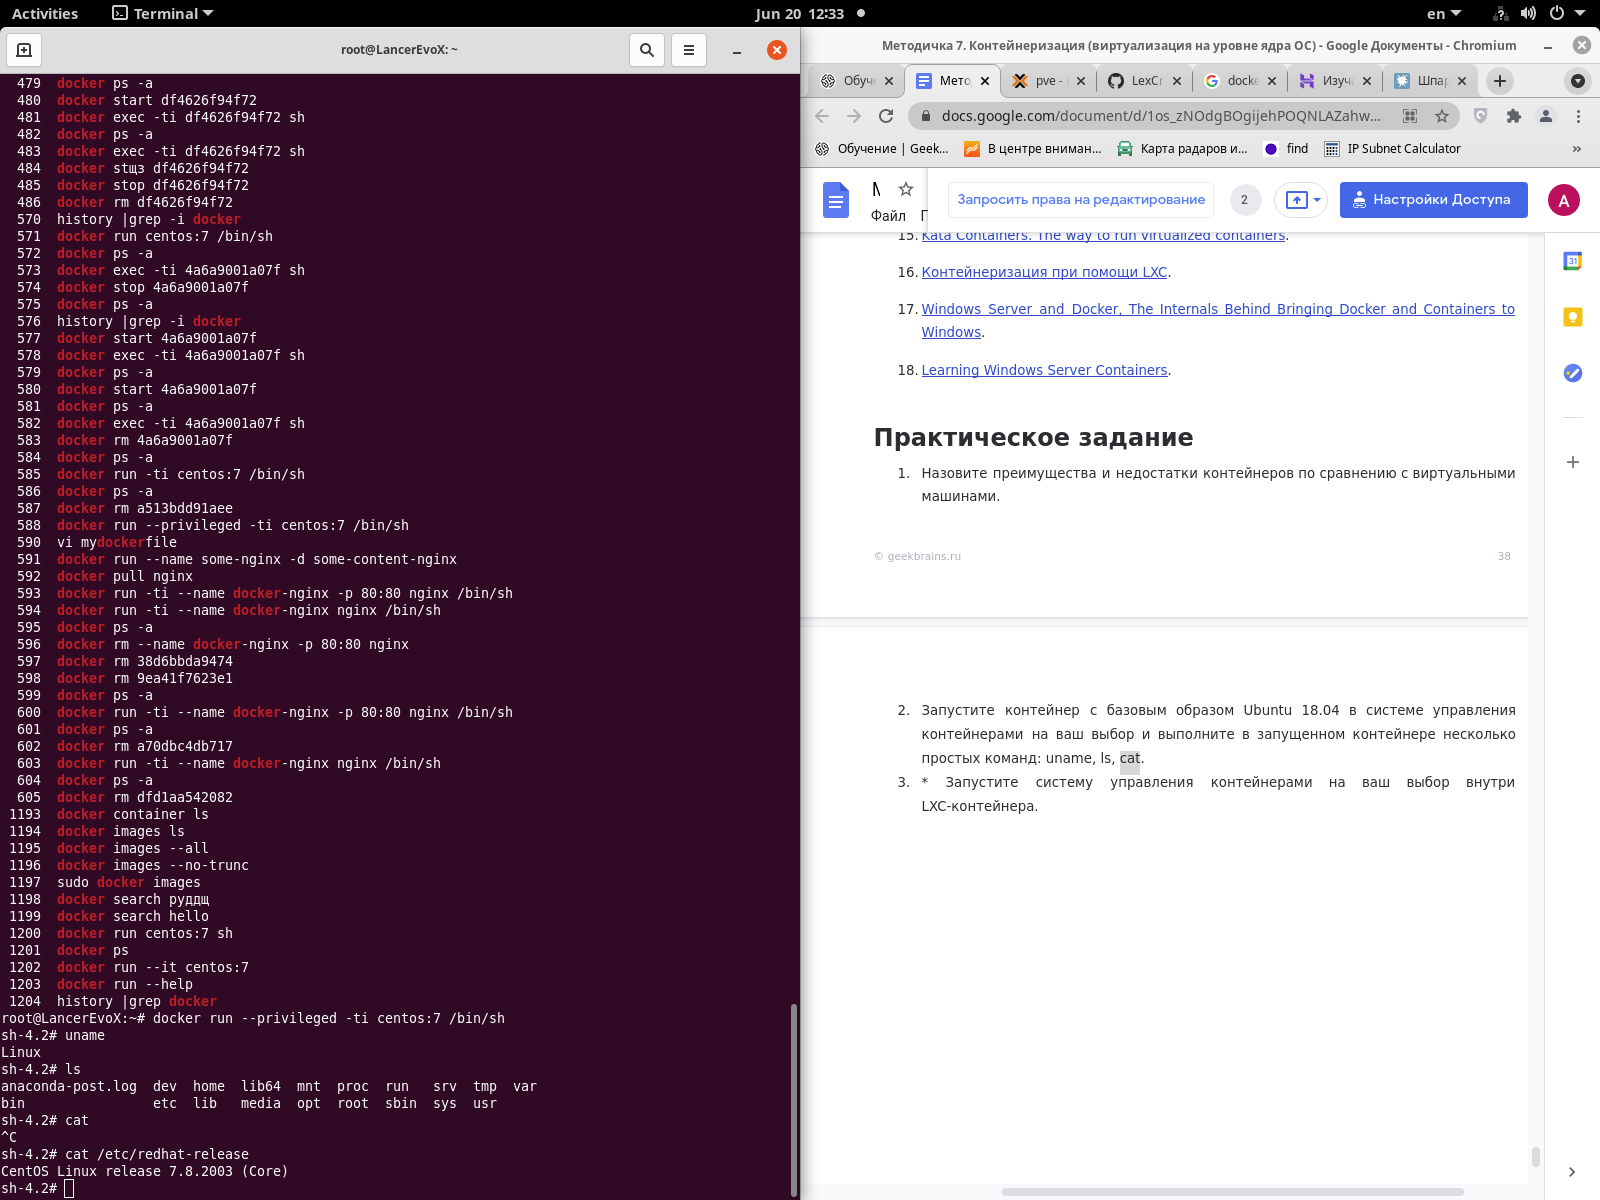 Activities
Terminal
Jun 20 12:33
en
root@LancerEvoX: ~
479 docker ps -a
480 docker start df4626f94f72
481 docker exec -ti df4626f94f72 sh
482 docker ps -a
483 docker exec -ti df4626f94f72 sh
484 stщз df4626f94f72
485 docker stop df4626f94f72
486 docker rm df4626f94f72
570 history |grep -i docker
571 docker run centos:7 /bin/sh
572 docker ps -a
573 docker exec -ti 4a6a9001a07f sh
574 docker stop 4a6a9001a07f
575 docker ps -a
576 history |grep -i docker
577 docker start 4a6a9001a07f
578 docker exec -ti 4a6a9001a07f sh
579 docker ps -a
580 docker start 4a6a9001a07f
581 docker ps -a
582 docker exec -ti 4a6a9001a07f sh
583 docker rm 4a6a9001a07f
584 docker ps -a
585 docker run -ti centos:7 /bin/sh
586 docker ps -a
587 docker rm a513bdd91aee
588 docker run --privileged -ti centos:7 /bin/sh
590 vi mydockerfile
591 docker run --name some-nginx -d some-content-nginx
592 docker pull nginx
593 docker run -ti --name docker-nginx -p 80:80 nginx /bin/sh
594 docker run -ti --name docker-nginx nginx /bin/sh
595 docker ps -a
596 docker rm --name docker-nginx -p 80:80 nginx
597 docker rm 38d6bbda9474
598 docker rm 9ea41f7623e1
599 docker ps -a
600 docker run -ti --name docker-nginx -p 80:80 nginx /bin/sh
601 docker ps -a
602 docker rm a70dbc4db717
603 docker run -ti --name docker-nginx nginx /bin/sh
604 docker ps -a
605 docker rm dfd1aa542082
1193 docker container ls
1194 docker images ls
1195 docker images --all
1196 docker images --no-trunc
1197 sudo docker images
1198 docker search руддщ
1199 docker search hello
1200 docker run centos:7 sh
1201 docker ps
1202 docker run --it centos:7
1203 docker run --help
1204 history |grep docker
root@LancerEvoX:~# docker run --privileged -ti centos:7 /bin/sh
sh-4.2# uname
Linux
sh-4.2# ls
anaconda-post.log dev home lib64 mnt proc run srv tmp var
bin etc lib media opt root sbin sys usr
sh-4.2# cat
^C
sh-4.2# cat /etc/redhat-release
CentOS Linux release 7.8.2003 (Core)
sh-4.2#
Методичка 7. Контейнеризация (виртуализация на уровне ядра ОС) - Google Документы - Chromium
Обуч
Мето
pve -
LexCr
docke
Изуч
Шпар
docs.google.com/document/d/1os_zNOdgBOgijehPOQNLAZahw...
Обучение | Geek...
В центре вниман...
Карта радаров и...
find
IP Subnet Calculator
»
Файл
Запросить права на редактирование
2
Настройки Доступа
A
31
15. Kata Containers. The way to run virtualized containers.
16. Контейнеризация при помощи LXC.
17. Windows Server and Docker, The Internals Behind Bringing Docker and Containers to
Windows.
18. Learning Windows Server Containers.
Практическое задание
1. Назовите преимущества и недостатки контейнеров по сравнению с виртуальными
машинами.
© geekbrains.ru
38
2. Запустите контейнер с базовым образом Ubuntu 18.04 в системе управления
контейнерами на ваш выбор и выполните в запущенном контейнере несколько
простых команд: uname, ls, cat.
3. * Запустите систему управления контейнерами на ваш выбор внутри
LXC-контейнера.